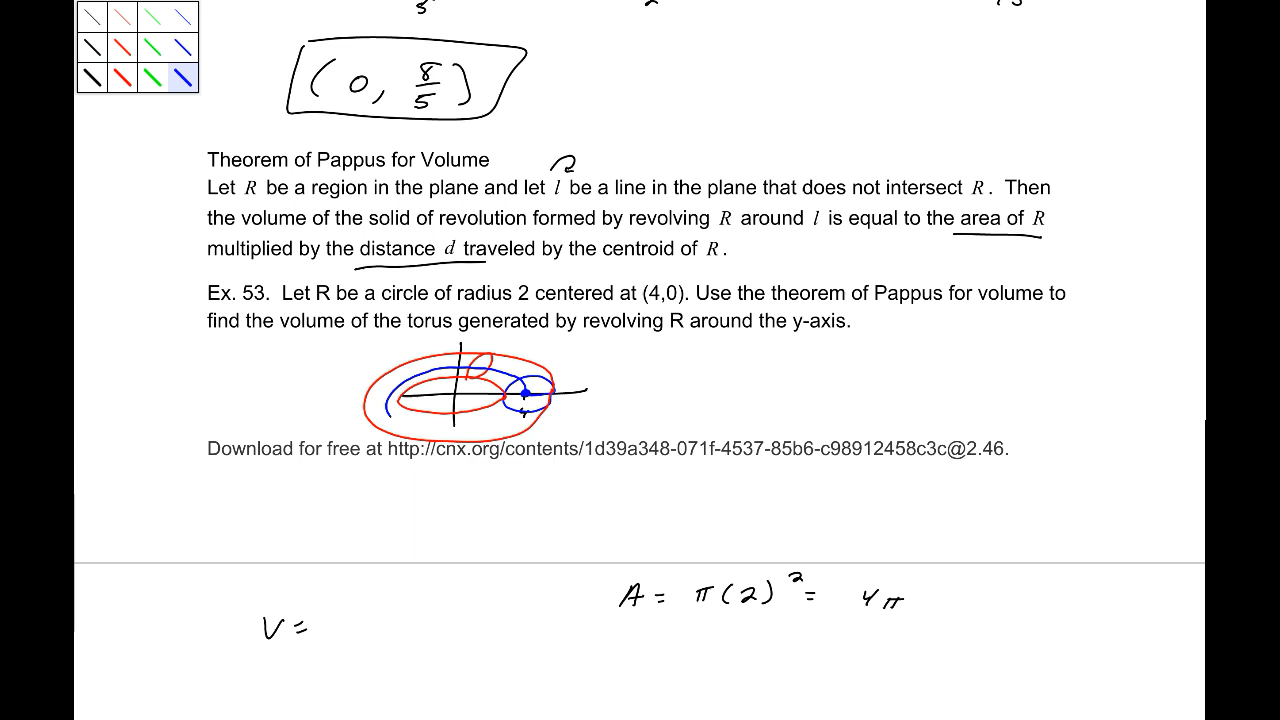 ( 0, 8/5 )
Theorem of Pappus for Volume
Let R be a region in the plane and let l be a line in the plane that does not intersect R. Then
the volume of the solid of revolution formed by revolving R around l is equal to the area of R
multiplied by the distance d traveled by the centroid of R.
Ex. 53. Let R be a circle of radius 2 centered at (4,0). Use the theorem of Pappus for volume to
find the volume of the torus generated by revolving R around the y-axis.
4
Download for free at http://cnx.org/contents/1d39a348-071f-4537-85b6-c98912458c3c@2.46.
A = π(2)² = 4π
V =